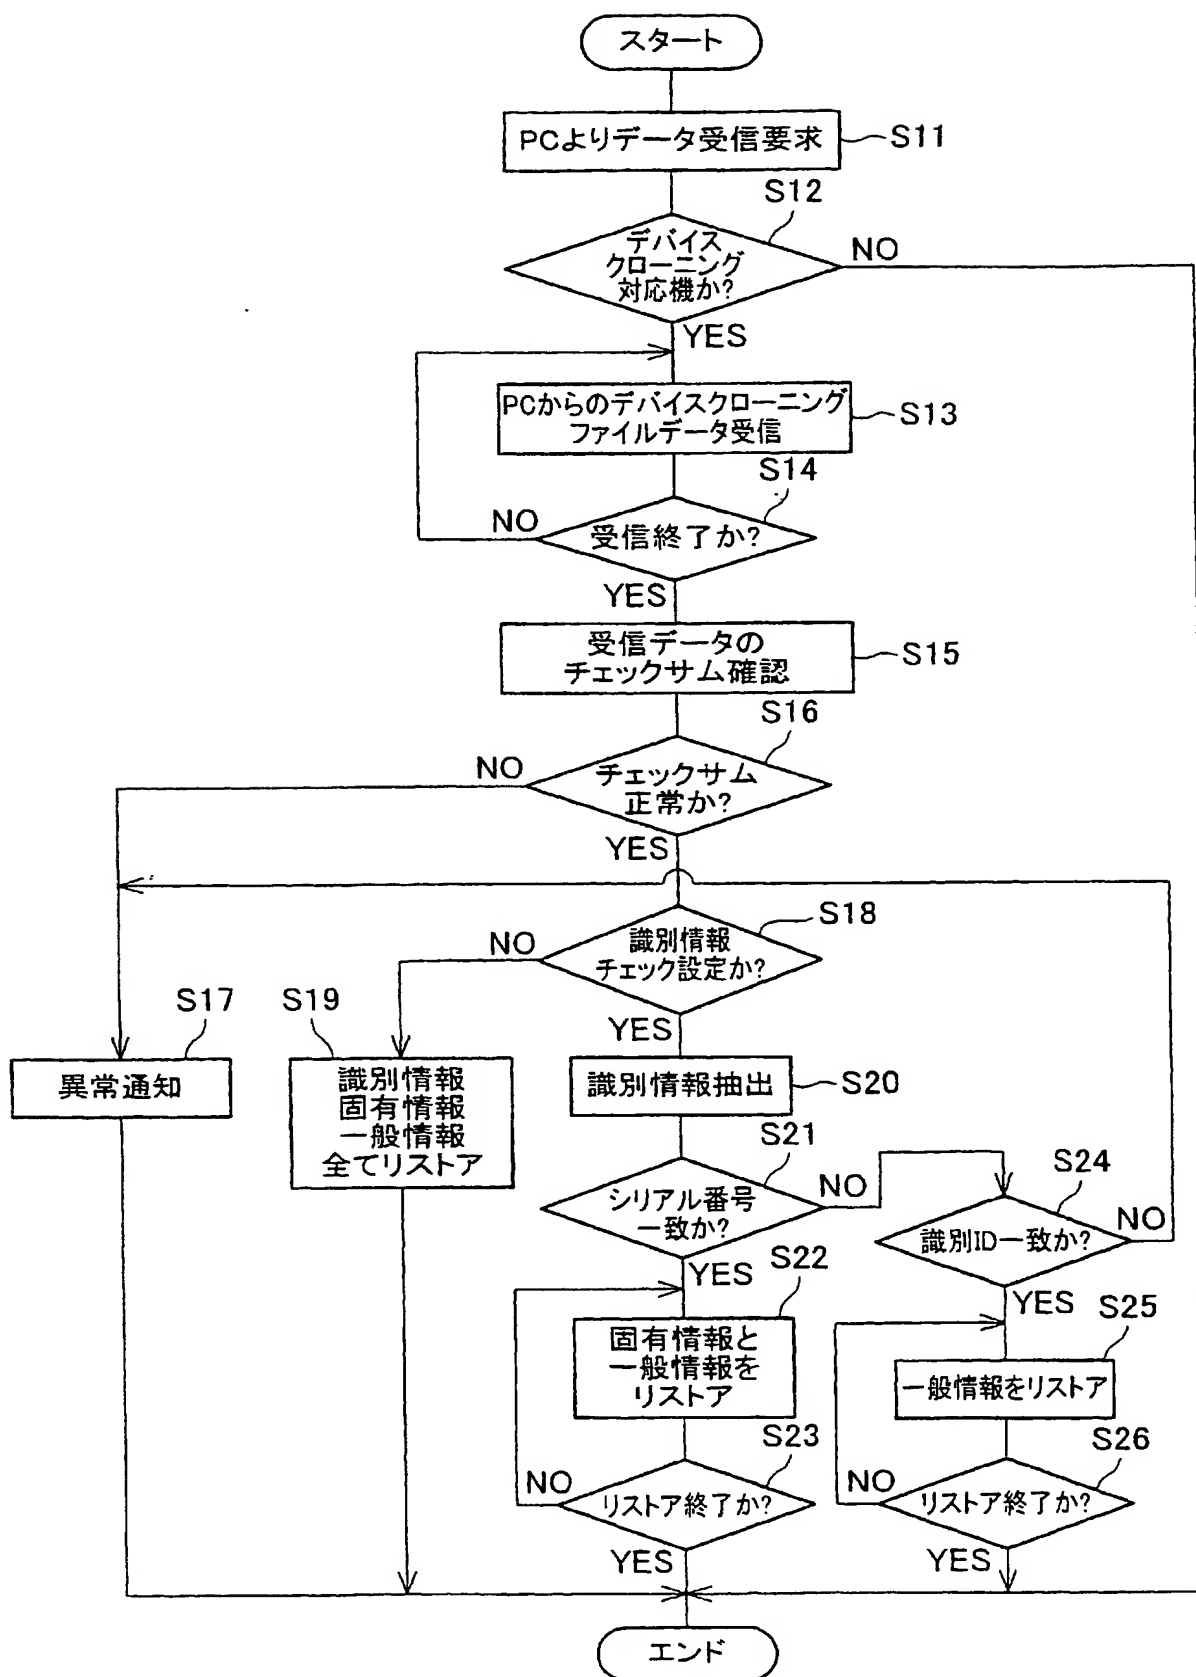 スタート
PCよりデータ受信要求
S11
S12
デバイス
クローニング
対応機か?
NO
YES
PCからのデバイスクローニング
ファイルデータ受信
S13
S14
NO
受信終了か?
YES
受信データの
チェックサム確認
S15
S16
NO
チェックサム
正常か?
YES
S18
NO
識別情報
チェック設定か?
YES
S17
異常通知
S19
識別情報
固有情報
一般情報
全てリストア
識別情報抽出
S20
S21
シリアル番号
一致か?
NO
YES
S24
識別ID一致か?
NO
YES
S22
固有情報と
一般情報を
リストア
S25
一般情報をリストア
S23
NO
リストア終了か?
YES
S26
NO
リストア終了か?
YES
エンド